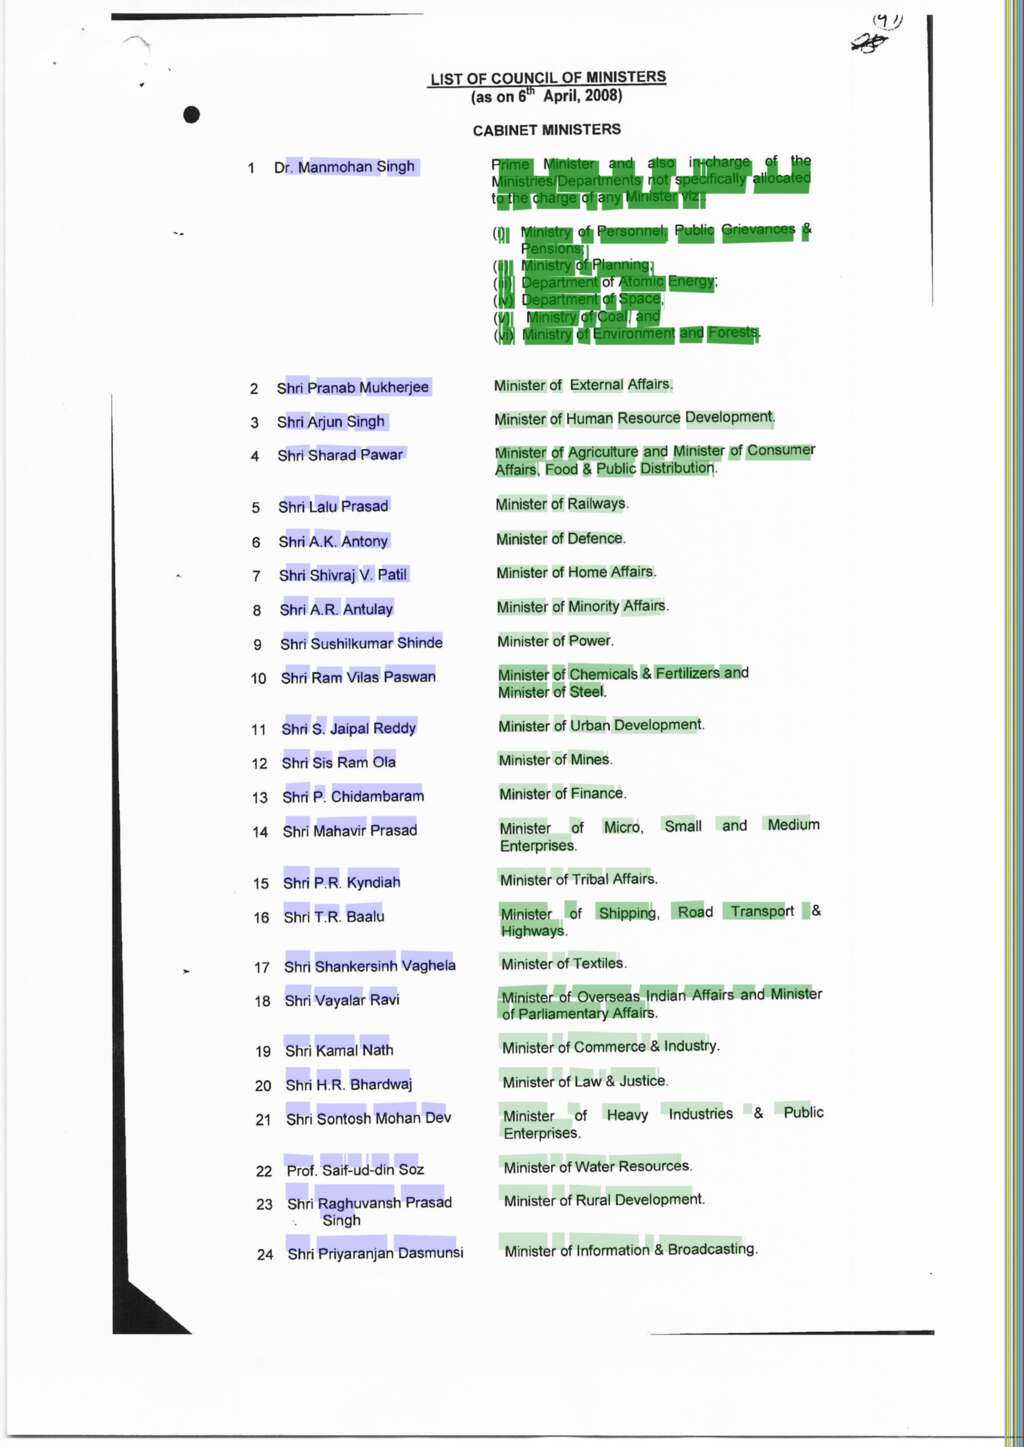 (91)
LIST OF COUNCIL OF MINISTERS
(as on 6th April, 2008)
CABINET MINISTERS
1 Dr. Manmohan Singh Prime Minister and also in-charge of the
Ministries/Departments not specifically allocated
to the charge of any Minister viz.:
(i) Ministry of Personnel, Public Grievances &
Pensions;
(ii) Ministry of Planning;
(iii) Department of Atomic Energy;
(iv) Department of Space;
(v) Ministry of Coal; and
(vi) Ministry of Environment and Forests.
2 Shri Pranab Mukherjee Minister of External Affairs.
3 Shri Arjun Singh Minister of Human Resource Development.
4 Shri Sharad Pawar Minister of Agriculture and Minister of Consumer
Affairs, Food & Public Distribution.
5 Shri Lalu Prasad Minister of Railways.
6 Shri A.K. Antony Minister of Defence.
7 Shri Shivraj V. Patil Minister of Home Affairs.
8 Shri A.R. Antulay Minister of Minority Affairs.
9 Shri Sushilkumar Shinde Minister of Power.
10 Shri Ram Vilas Paswan Minister of Chemicals & Fertilizers and
Minister of Steel.
11 Shri S. Jaipal Reddy Minister of Urban Development.
12 Shri Sis Ram Ola Minister of Mines.
13 Shri P. Chidambaram Minister of Finance.
14 Shri Mahavir Prasad Minister of Micro, Small and Medium
Enterprises.
15 Shri P.R. Kyndiah Minister of Tribal Affairs.
16 Shri T.R. Baalu Minister of Shipping, Road Transport &
Highways.
17 Shri Shankersinh Vaghela Minister of Textiles.
18 Shri Vayalar Ravi Minister of Overseas Indian Affairs and Minister
of Parliamentary Affairs.
19 Shri Kamal Nath Minister of Commerce & Industry.
20 Shri H.R. Bhardwaj Minister of Law & Justice.
21 Shri Sontosh Mohan Dev Minister of Heavy Industries & Public
Enterprises.
22 Prof. Saif-ud-din Soz Minister of Water Resources.
23 Shri Raghuvansh Prasad Minister of Rural Development.
Singh
24 Shri Priyaranjan Dasmunsi Minister of Information & Broadcasting.